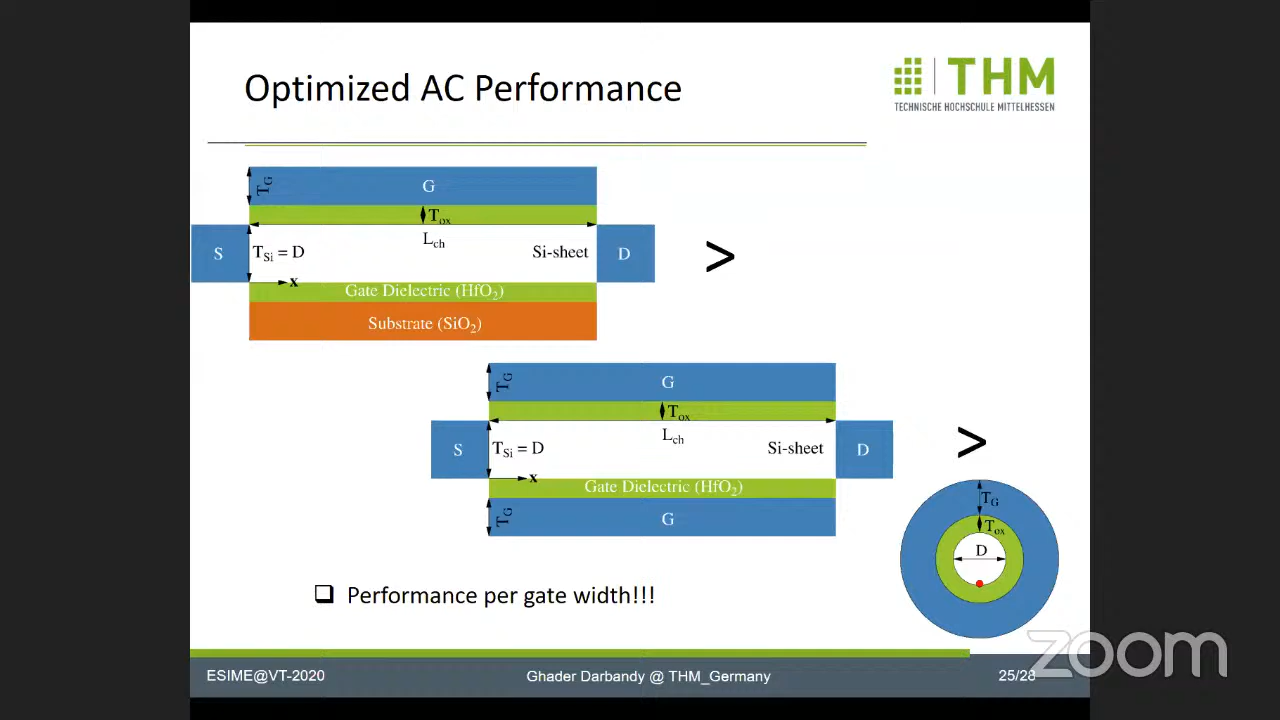 Optimized AC Performance
THM
TECHNISCHE HOCHSCHULE MITTELHESSEN
T_G
G
T_ox
L_ch
S
T_Si = D
Si-sheet
D
>
x
Gate Dielectric (HfO₂)
Substrate (SiO₂)
T_G
G
T_ox
L_ch
S
T_Si = D
Si-sheet
D
>
x
Gate Dielectric (HfO₂)
T_G
G
T_G
T_ox
D
Performance per gate width!!!
zoom
ESIME@VT-2020
Ghader Darbandy @ THM_Germany
25/28